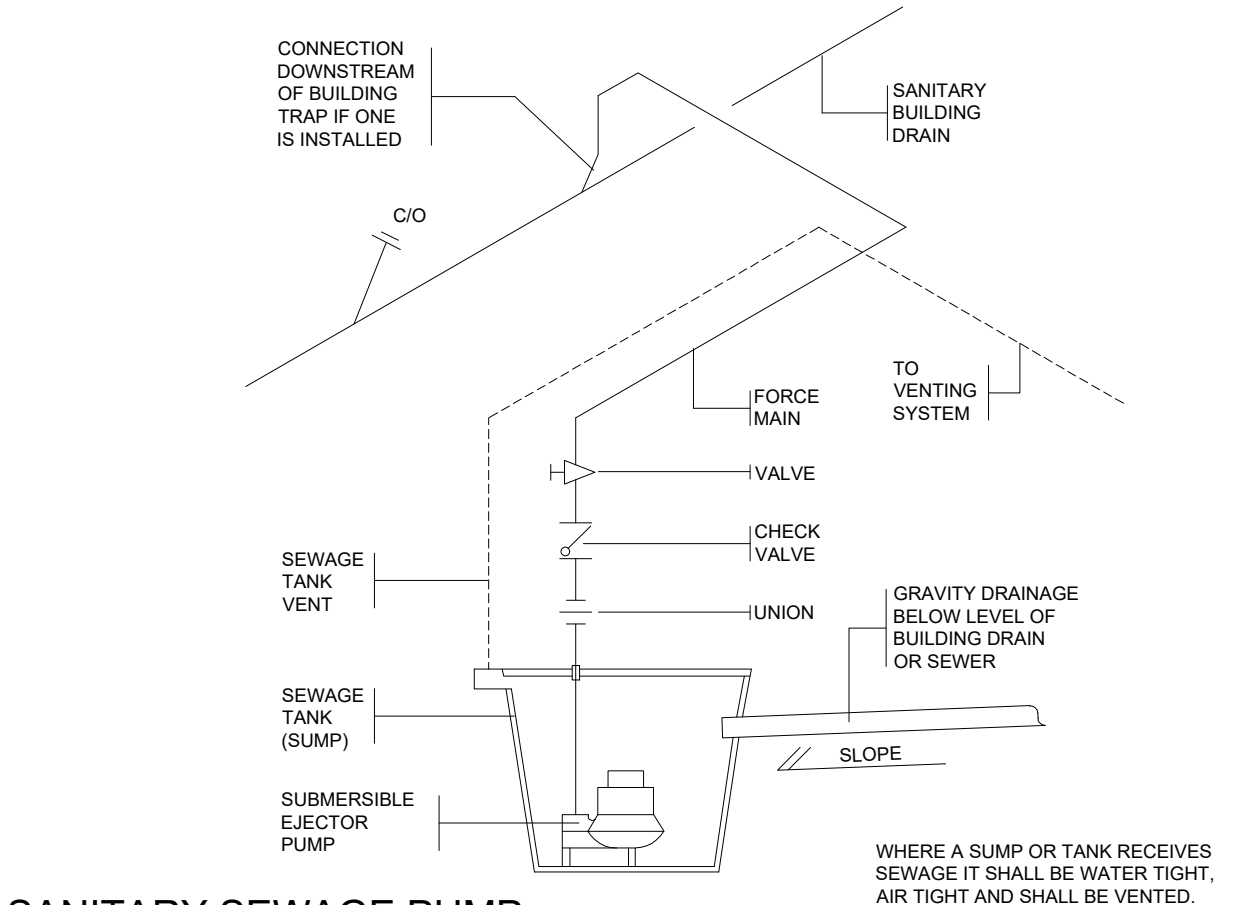 CONNECTION
DOWNSTREAM
OF BUILDING
TRAP IF ONE
IS INSTALLED
SANITARY
BUILDING
DRAIN
C/O
TO
VENTING
SYSTEM
FORCE
MAIN
VALVE
CHECK
VALVE
SEWAGE
TANK
VENT
UNION
GRAVITY DRAINAGE
BELOW LEVEL OF
BUILDING DRAIN
OR SEWER
SEWAGE
TANK
(SUMP)
SLOPE
SUBMERSIBLE
EJECTOR
PUMP
WHERE A SUMP OR TANK RECEIVES
SEWAGE IT SHALL BE WATER TIGHT,
AIR TIGHT AND SHALL BE VENTED.
SANITARY SEWAGE PUMP